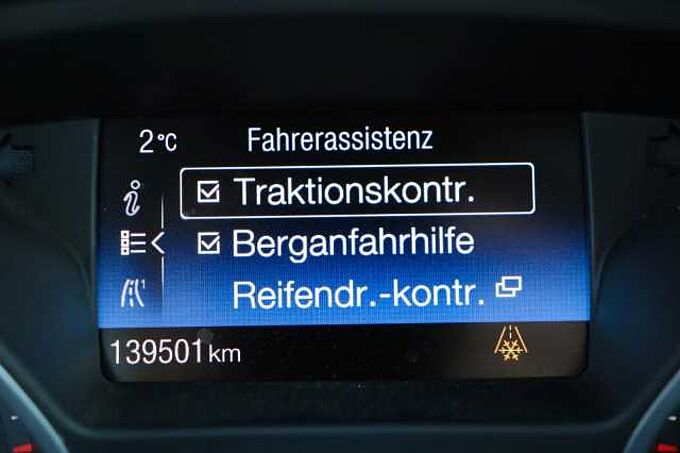 2°C Fahrerassistenz
Traktionskontr.
Berganfahrhilfe
Reifendr.-kontr.
139501 km